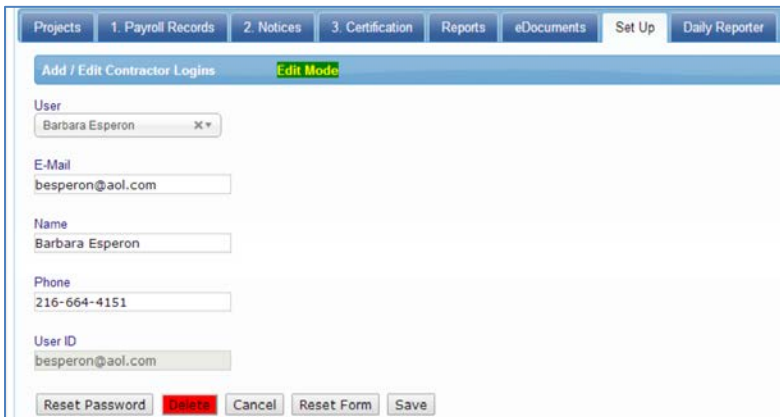 Projects 1. Payroll Records 2. Notices 3. Certification Reports eDocuments Set Up Daily Reporter
Add / Edit Contractor Logins Edit Mode
User
Barbara Esperon
E-Mail
besperon@aol.com
Name
Barbara Esperon
Phone
216-664-4151
User ID
besperon@aol.com
Reset Password Delete Cancel Reset Form Save